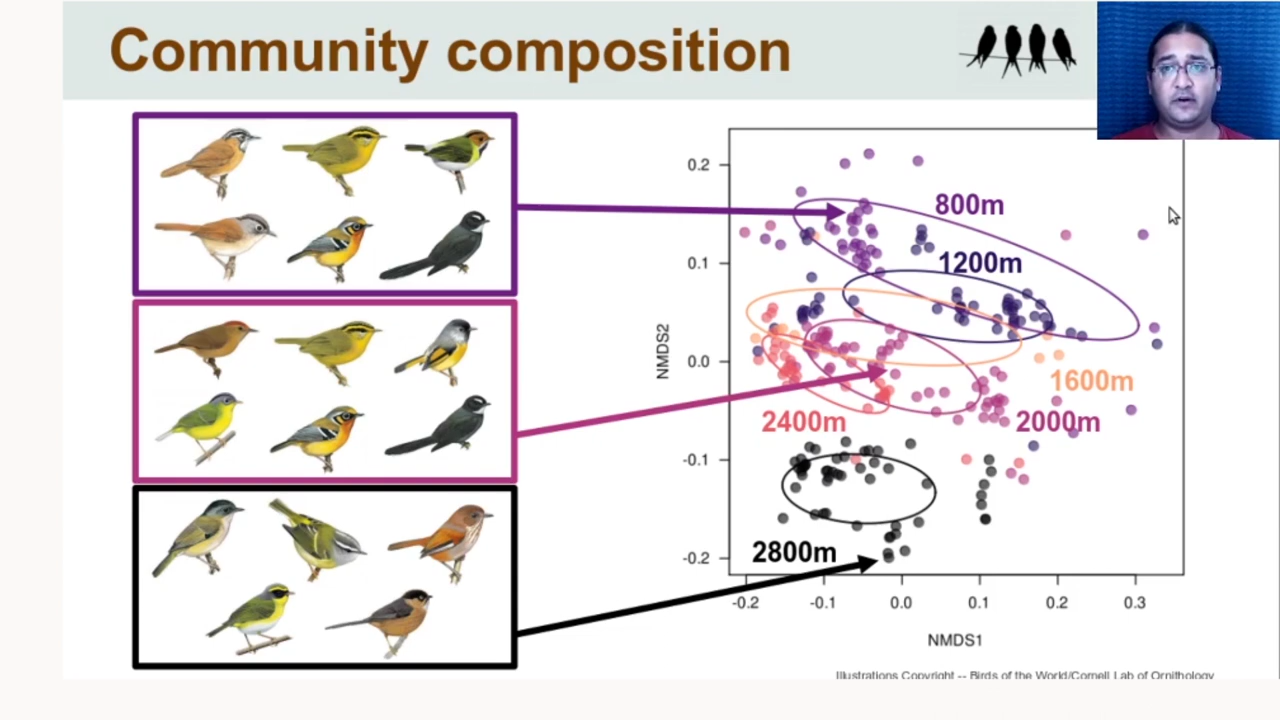 Community composition
0.2
0.1
0.0
-0.1
-0.2
NMDS2
800m
1200m
1600m
2400m
2000m
2800m
-0.2
-0.1
0.0
0.1
0.2
0.3
NMDS1
Illustrations Copyright -- Birds of the World/Cornell Lab of Ornithology